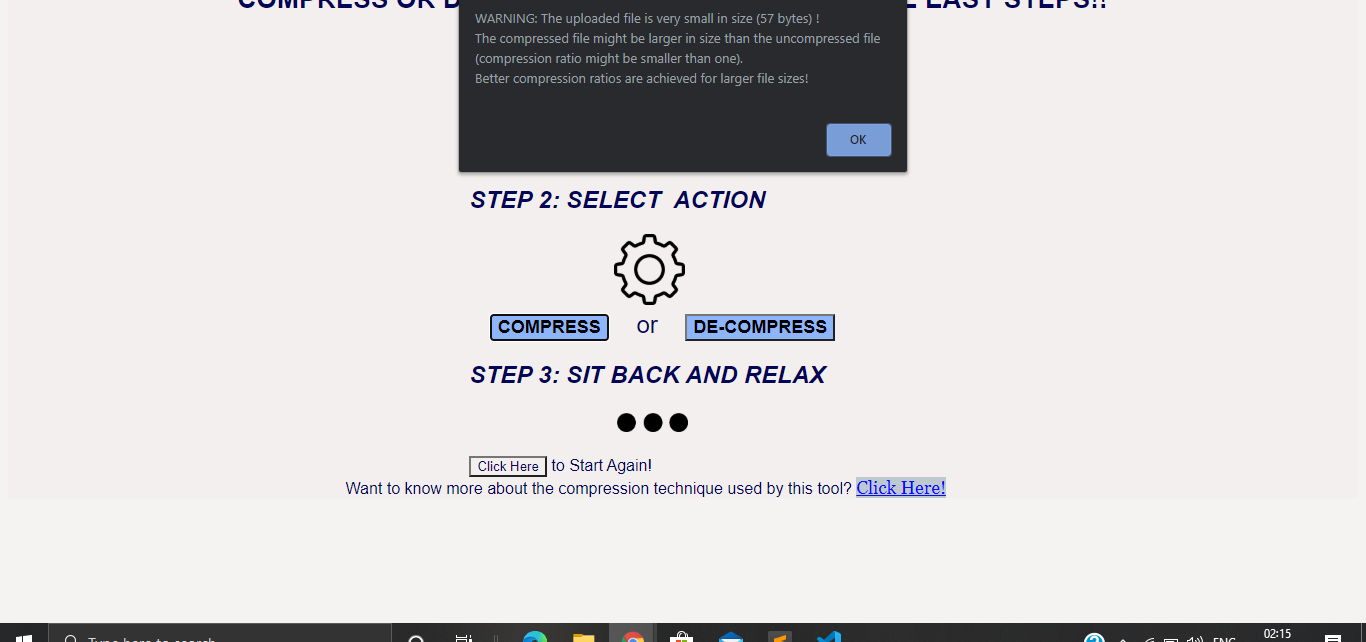 COMPRESS OR D
E LAST STEPS!!
WARNING: The uploaded file is very small in size (57 bytes) !
The compressed file might be larger in size than the uncompressed file
(compression ratio might be smaller than one).
Better compression ratios are achieved for larger file sizes!
OK
STEP 2: SELECT ACTION
COMPRESS or DE-COMPRESS
STEP 3: SIT BACK AND RELAX
Click Here to Start Again!
Want to know more about the compression technique used by this tool? Click Here!
Type here to search
ENG
02:15